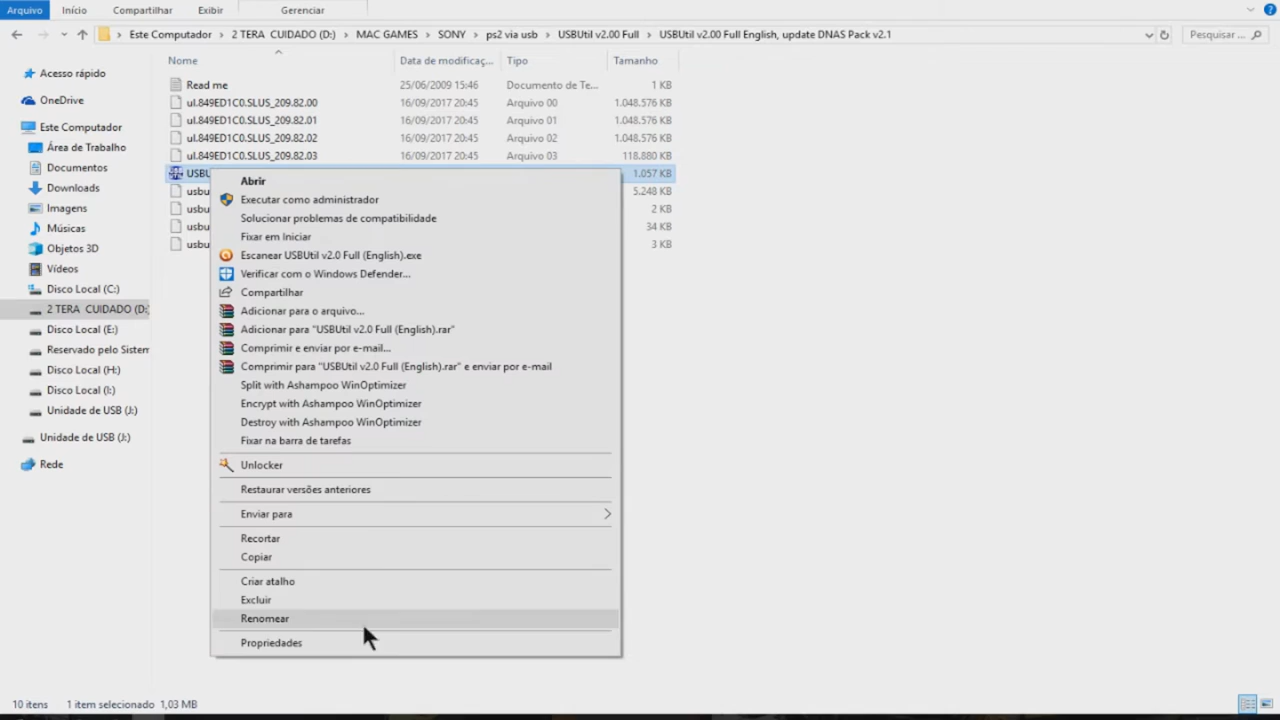 Arquivo Início Compartilhar Exibir Gerenciar
Este Computador 2 TERA CUIDADO (D:) MAC GAMES SONY ps2 via usb USBUtil v2.00 Full USBUtil v2.00 Full English, update DNAS Pack v2.1 Pesquisar ...
Nome Data de modificaç... Tipo Tamanho
Acesso rápido
OneDrive
Este Computador
Área de Trabalho
Documentos
Downloads
Imagens
Músicas
Objetos 3D
Vídeos
Disco Local (C:)
2 TERA CUIDADO (D:)
Disco Local (E:)
Reservado pelo Sistem
Disco Local (H:)
Disco Local (I:)
Unidade de USB (J:)
Unidade de USB (J:)
Rede
Read me 25/06/2009 15:46 Documento de Te... 1 KB
ul.849ED1C0.SLUS_209.82.00 16/09/2017 20:45 Arquivo 00 1.048.576 KB
ul.849ED1C0.SLUS_209.82.01 16/09/2017 20:45 Arquivo 01 1.048.576 KB
ul.849ED1C0.SLUS_209.82.02 16/09/2017 20:45 Arquivo 02 1.048.576 KB
ul.849ED1C0.SLUS_209.82.03 16/09/2017 20:45 Arquivo 03 118.880 KB
USBU 1.057 KB
usbu 5.248 KB
usbu 2 KB
usbu 34 KB
usbu 3 KB
Abrir
Executar como administrador
Solucionar problemas de compatibilidade
Fixar em Iniciar
Escanear USBUtil v2.0 Full (English).exe
Verificar com o Windows Defender...
Compartilhar
Adicionar para o arquivo...
Adicionar para "USBUtil v2.0 Full (English).rar"
Comprimir e enviar por e-mail...
Comprimir para "USBUtil v2.0 Full (English).rar" e enviar por e-mail
Split with Ashampoo WinOptimizer
Encrypt with Ashampoo WinOptimizer
Destroy with Ashampoo WinOptimizer
Fixar na barra de tarefas
Unlocker
Restaurar versões anteriores
Enviar para
Recortar
Copiar
Criar atalho
Excluir
Renomear
Propriedades
10 itens 1 item selecionado 1,03 MB